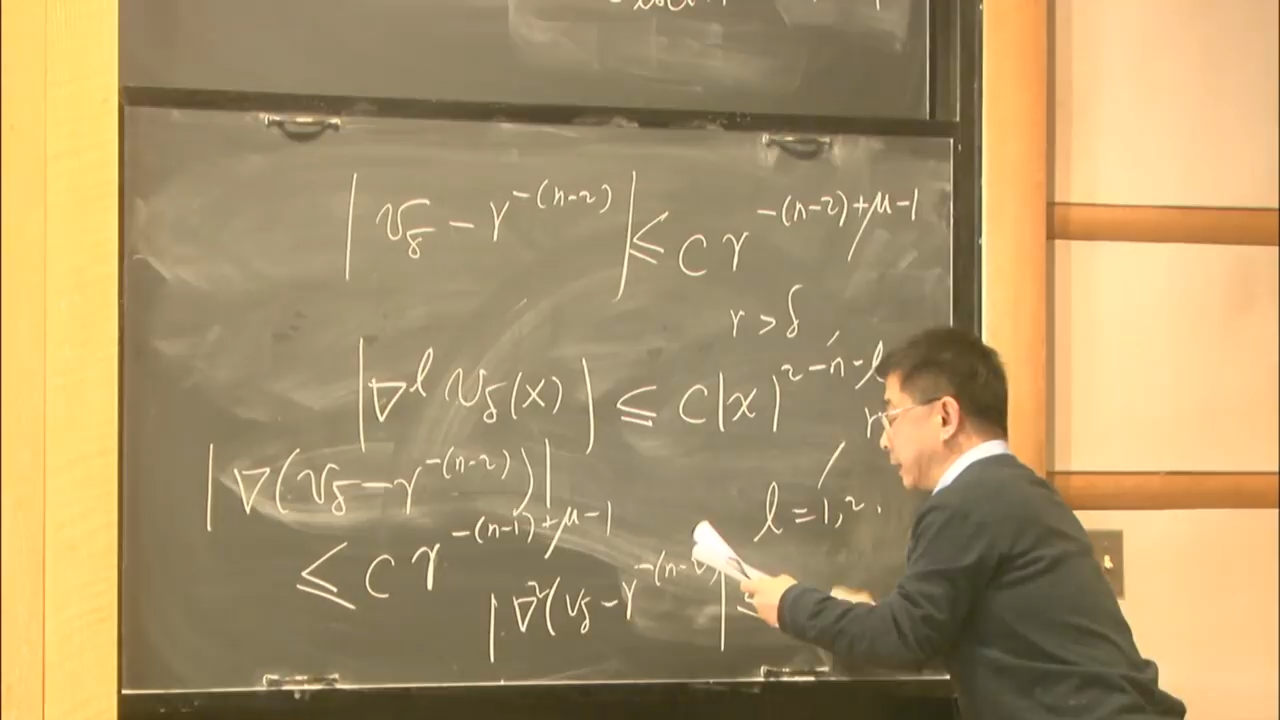 |v_δ − r^{-(n-2)}| ≤ C r^{-(n-2)+μ-1}
r > δ
|∇^l v_δ(x)| ≤ C|x|^{2-n-l}
r
|∇(v_δ − r^{-(n-2)})|
l = 1, 2.
≤ C r^{-(n-1)+μ-1}
|∇²(v_δ − r^{-(n-2)}| ≤